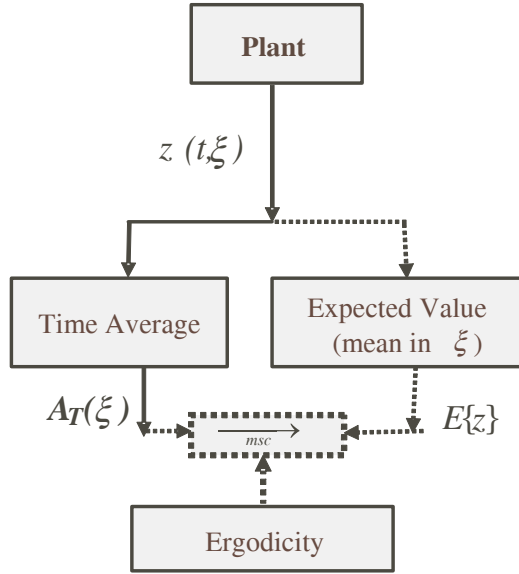 Plant
z (t,ξ)
Time Average
Expected Value
(mean in ξ)
A_T(ξ)
E{z}
msc
Ergodicity